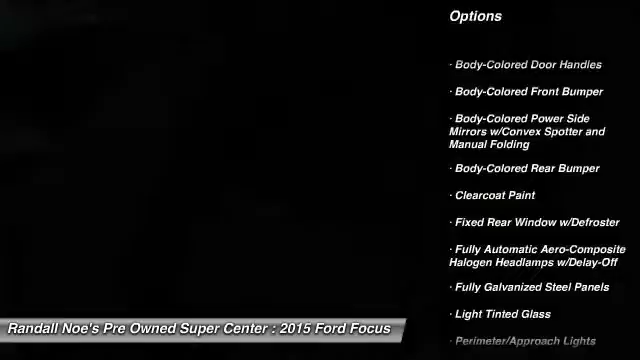 Options
· Body-Colored Door Handles
· Body-Colored Front Bumper
· Body-Colored Power Side
Mirrors w/Convex Spotter and
Manual Folding
· Body-Colored Rear Bumper
· Clearcoat Paint
· Fixed Rear Window w/Defroster
· Fully Automatic Aero-Composite
Halogen Headlamps w/Delay-Off
· Fully Galvanized Steel Panels
· Light Tinted Glass
· Perimeter/Approach Lights
Randall Noe's Pre Owned Super Center : 2015 Ford Focus